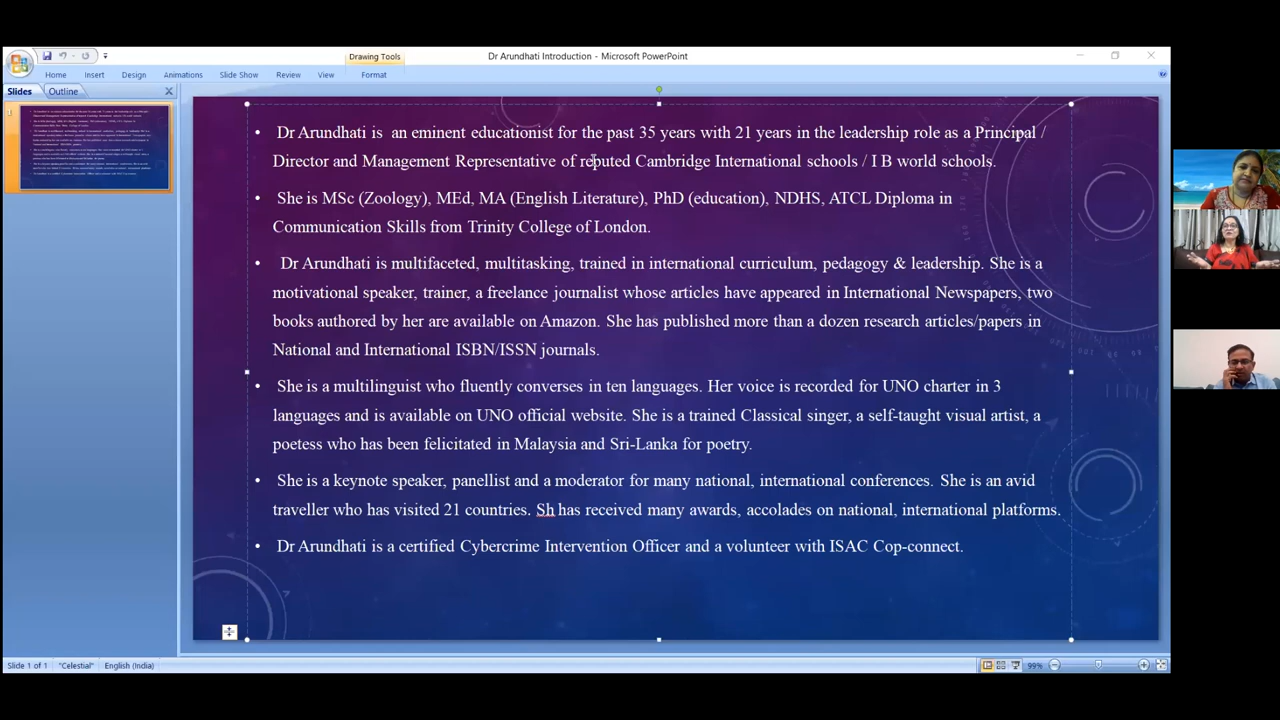 Drawing Tools
Dr Arundhati Introduction - Microsoft PowerPoint
Home Insert Design Animations Slide Show Review View Format
Slides Outline
1
• Dr Arundhati is an eminent educationist for the past 35 years with 21 years in the leadership role as a Principal /
Director and Management Representative of reputed Cambridge International schools / I B world schools.
• She is MSc (Zoology), MEd, MA (English Literature), PhD (education), NDHS, ATCL Diploma in
Communication Skills from Trinity College of London.
• Dr Arundhati is multifaceted, multitasking, trained in international curriculum, pedagogy & leadership. She is a
motivational speaker, trainer, a freelance journalist whose articles have appeared in International Newspapers, two
books authored by her are available on Amazon. She has published more than a dozen research articles/papers in
National and International ISBN/ISSN journals.
• She is a multilinguist who fluently converses in ten languages. Her voice is recorded for UNO charter in 3
languages and is available on UNO official website. She is a trained Classical singer, a self-taught visual artist, a
poetess who has been felicitated in Malaysia and Sri-Lanka for poetry.
• She is a keynote speaker, panellist and a moderator for many national, international conferences. She is an avid
traveller who has visited 21 countries. Sh has received many awards, accolades on national, international platforms.
• Dr Arundhati is a certified Cybercrime Intervention Officer and a volunteer with ISAC Cop-connect.
Slide 1 of 1 "Celestial" English (India) 99%